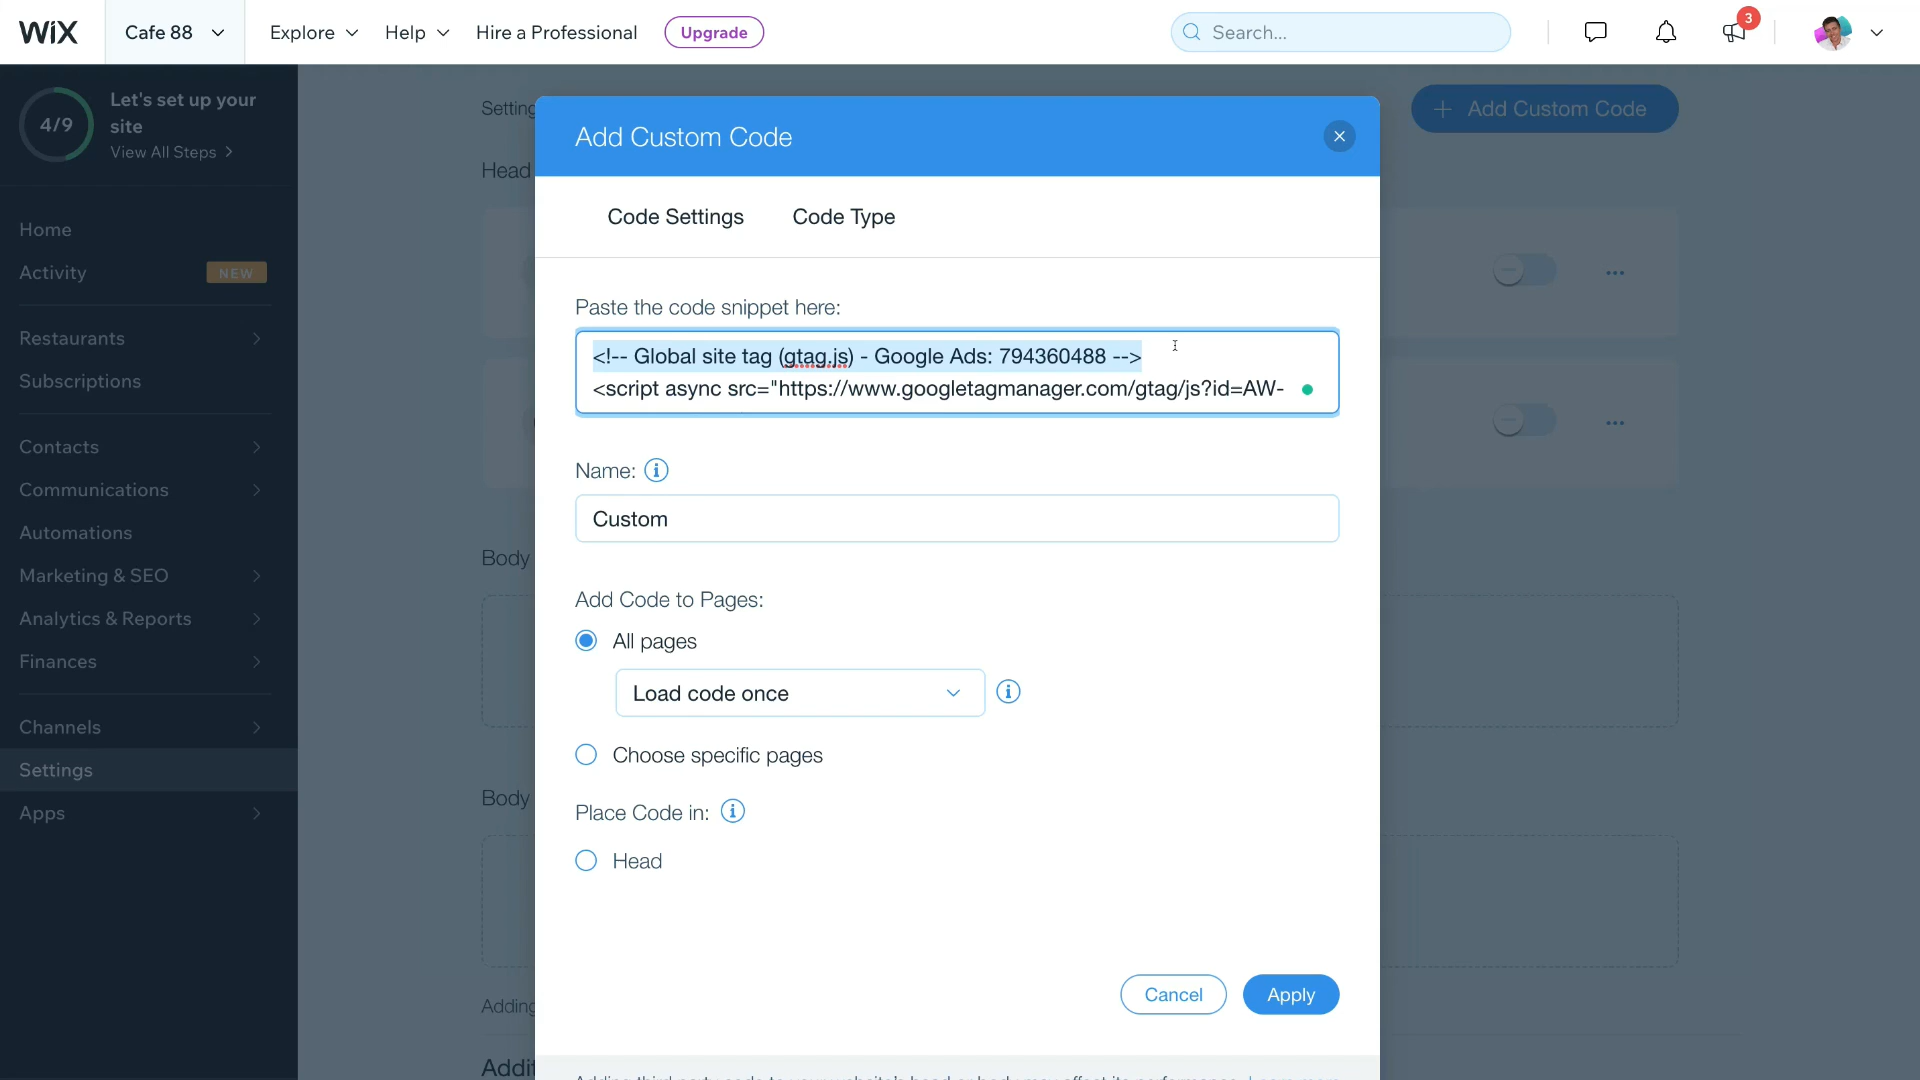 WiX
Cafe 88
Explore
Help
Hire a Professional
Upgrade
Search...
3
4/9
Let's set up your
site
View All Steps
Home
Activity
NEW
Restaurants
Subscriptions
Contacts
Communications
Automations
Marketing & SEO
Analytics & Reports
Finances
Channels
Settings
Apps
Setting
+ Add Custom Code
Head
Body
Body
Adding
Addit
Add Custom Code
Code Settings
Code Type
Paste the code snippet here:
<!-- Global site tag (gtag.js) - Google Ads: 794360488 -->
<script async src="https://www.googletagmanager.com/gtag/js?id=AW-
Name:
Custom
Add Code to Pages:
All pages
Load code once
Choose specific pages
Place Code in:
Head
Cancel
Apply